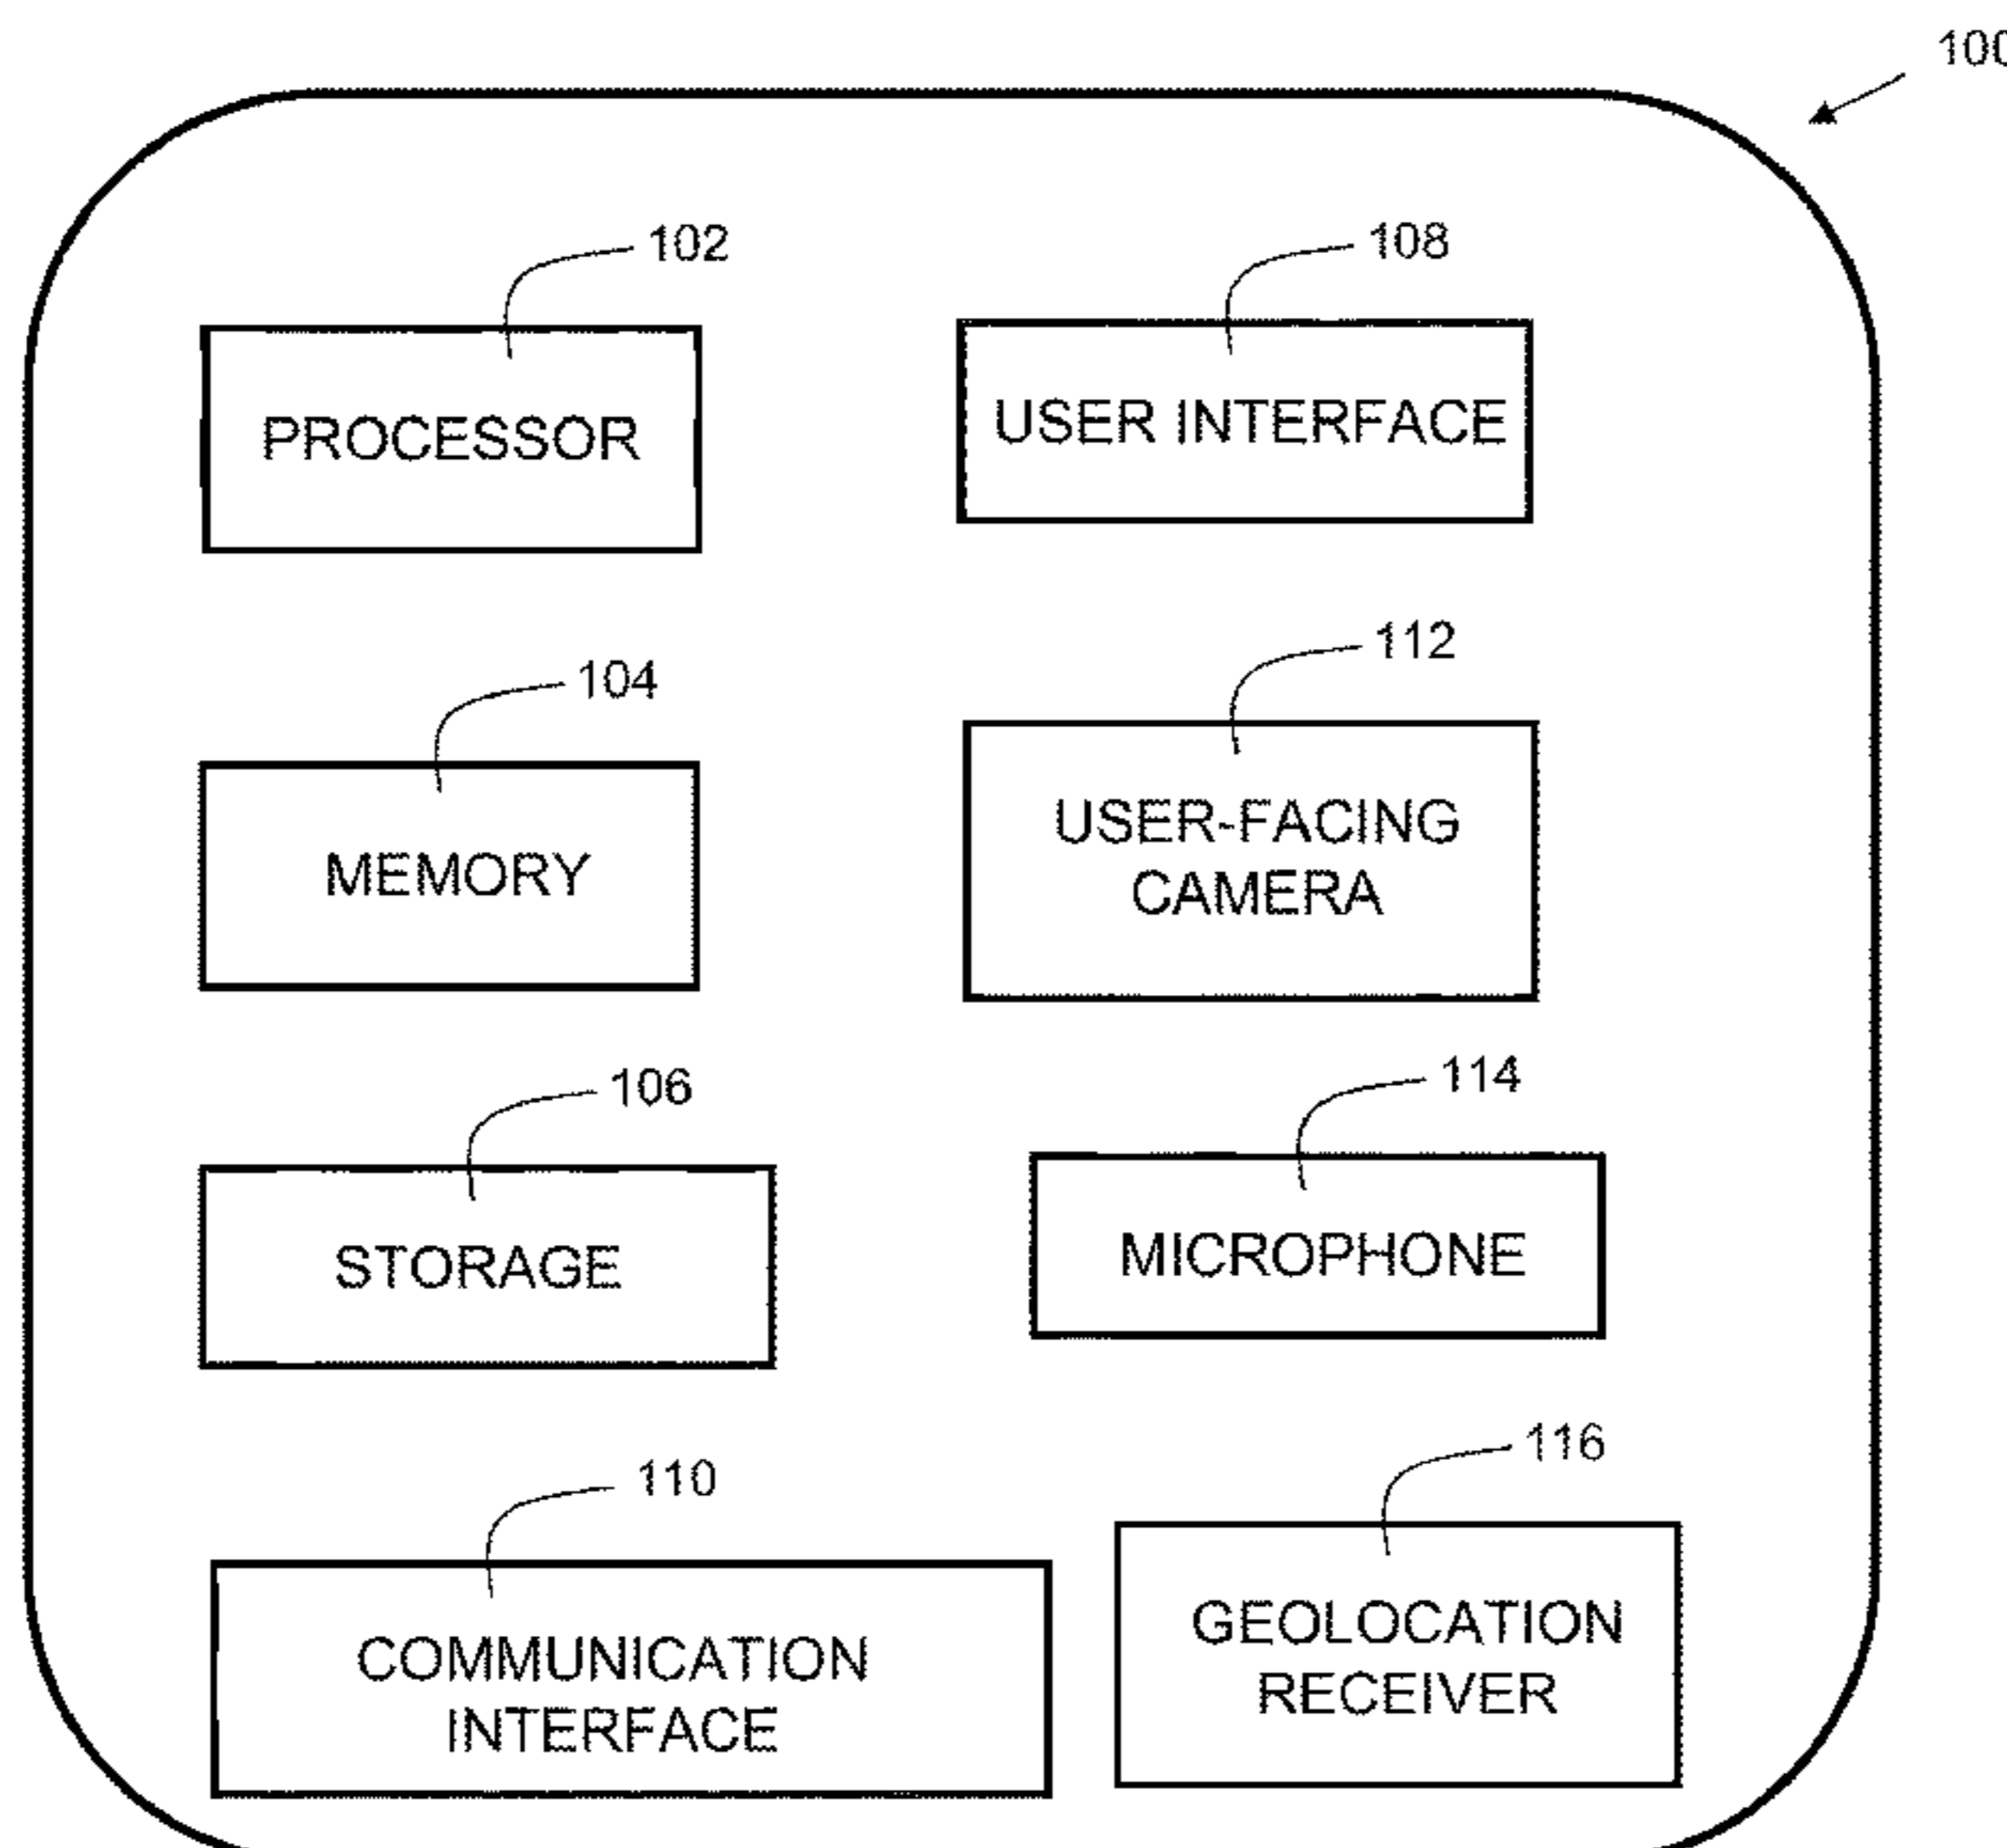 100
102
PROCESSOR
108
USER INTERFACE
104
MEMORY
112
USER-FACING
CAMERA
106
STORAGE
114
MICROPHONE
110
COMMUNICATION
INTERFACE
116
GEOLOCATION
RECEIVER